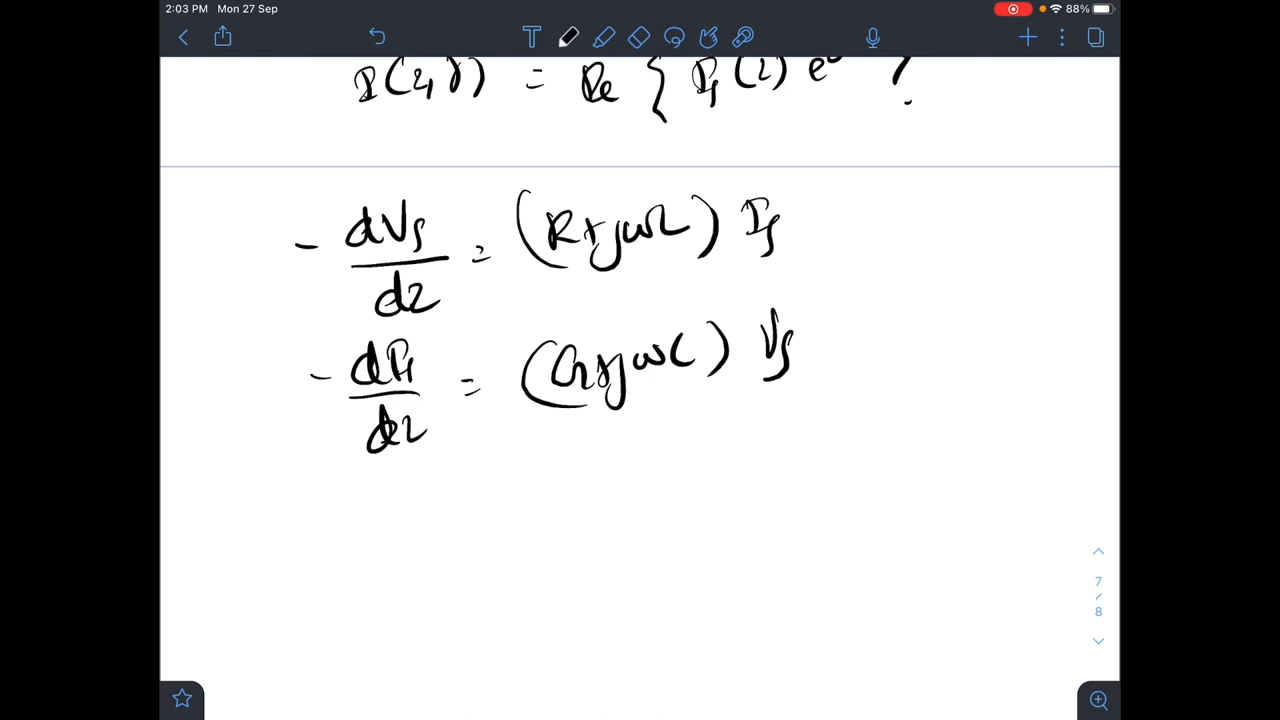 2:03 PM Mon 27 Sep
88%
I(z,t) = Re { Is(z) e
- dVs/dz = (R+jωL) Is
- dIs/dz = (G+jωC) Vs
7
/
8